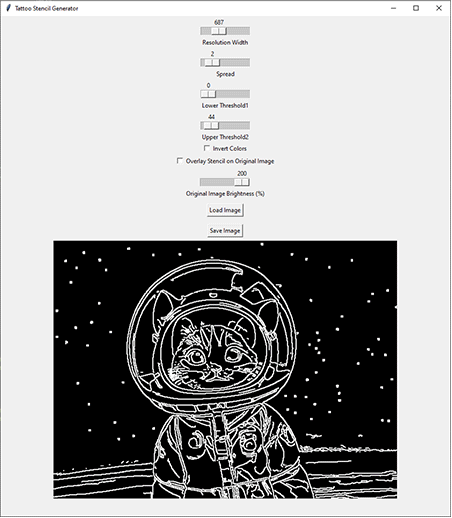 Tattoo Stencil Generator
687
Resolution Width
2
Spread
0
Lower Threshold1
44
Upper Threshold2
Invert Colors
Overlay Stencil on Original Image
200
Original Image Brightness (%)
Load Image
Save Image